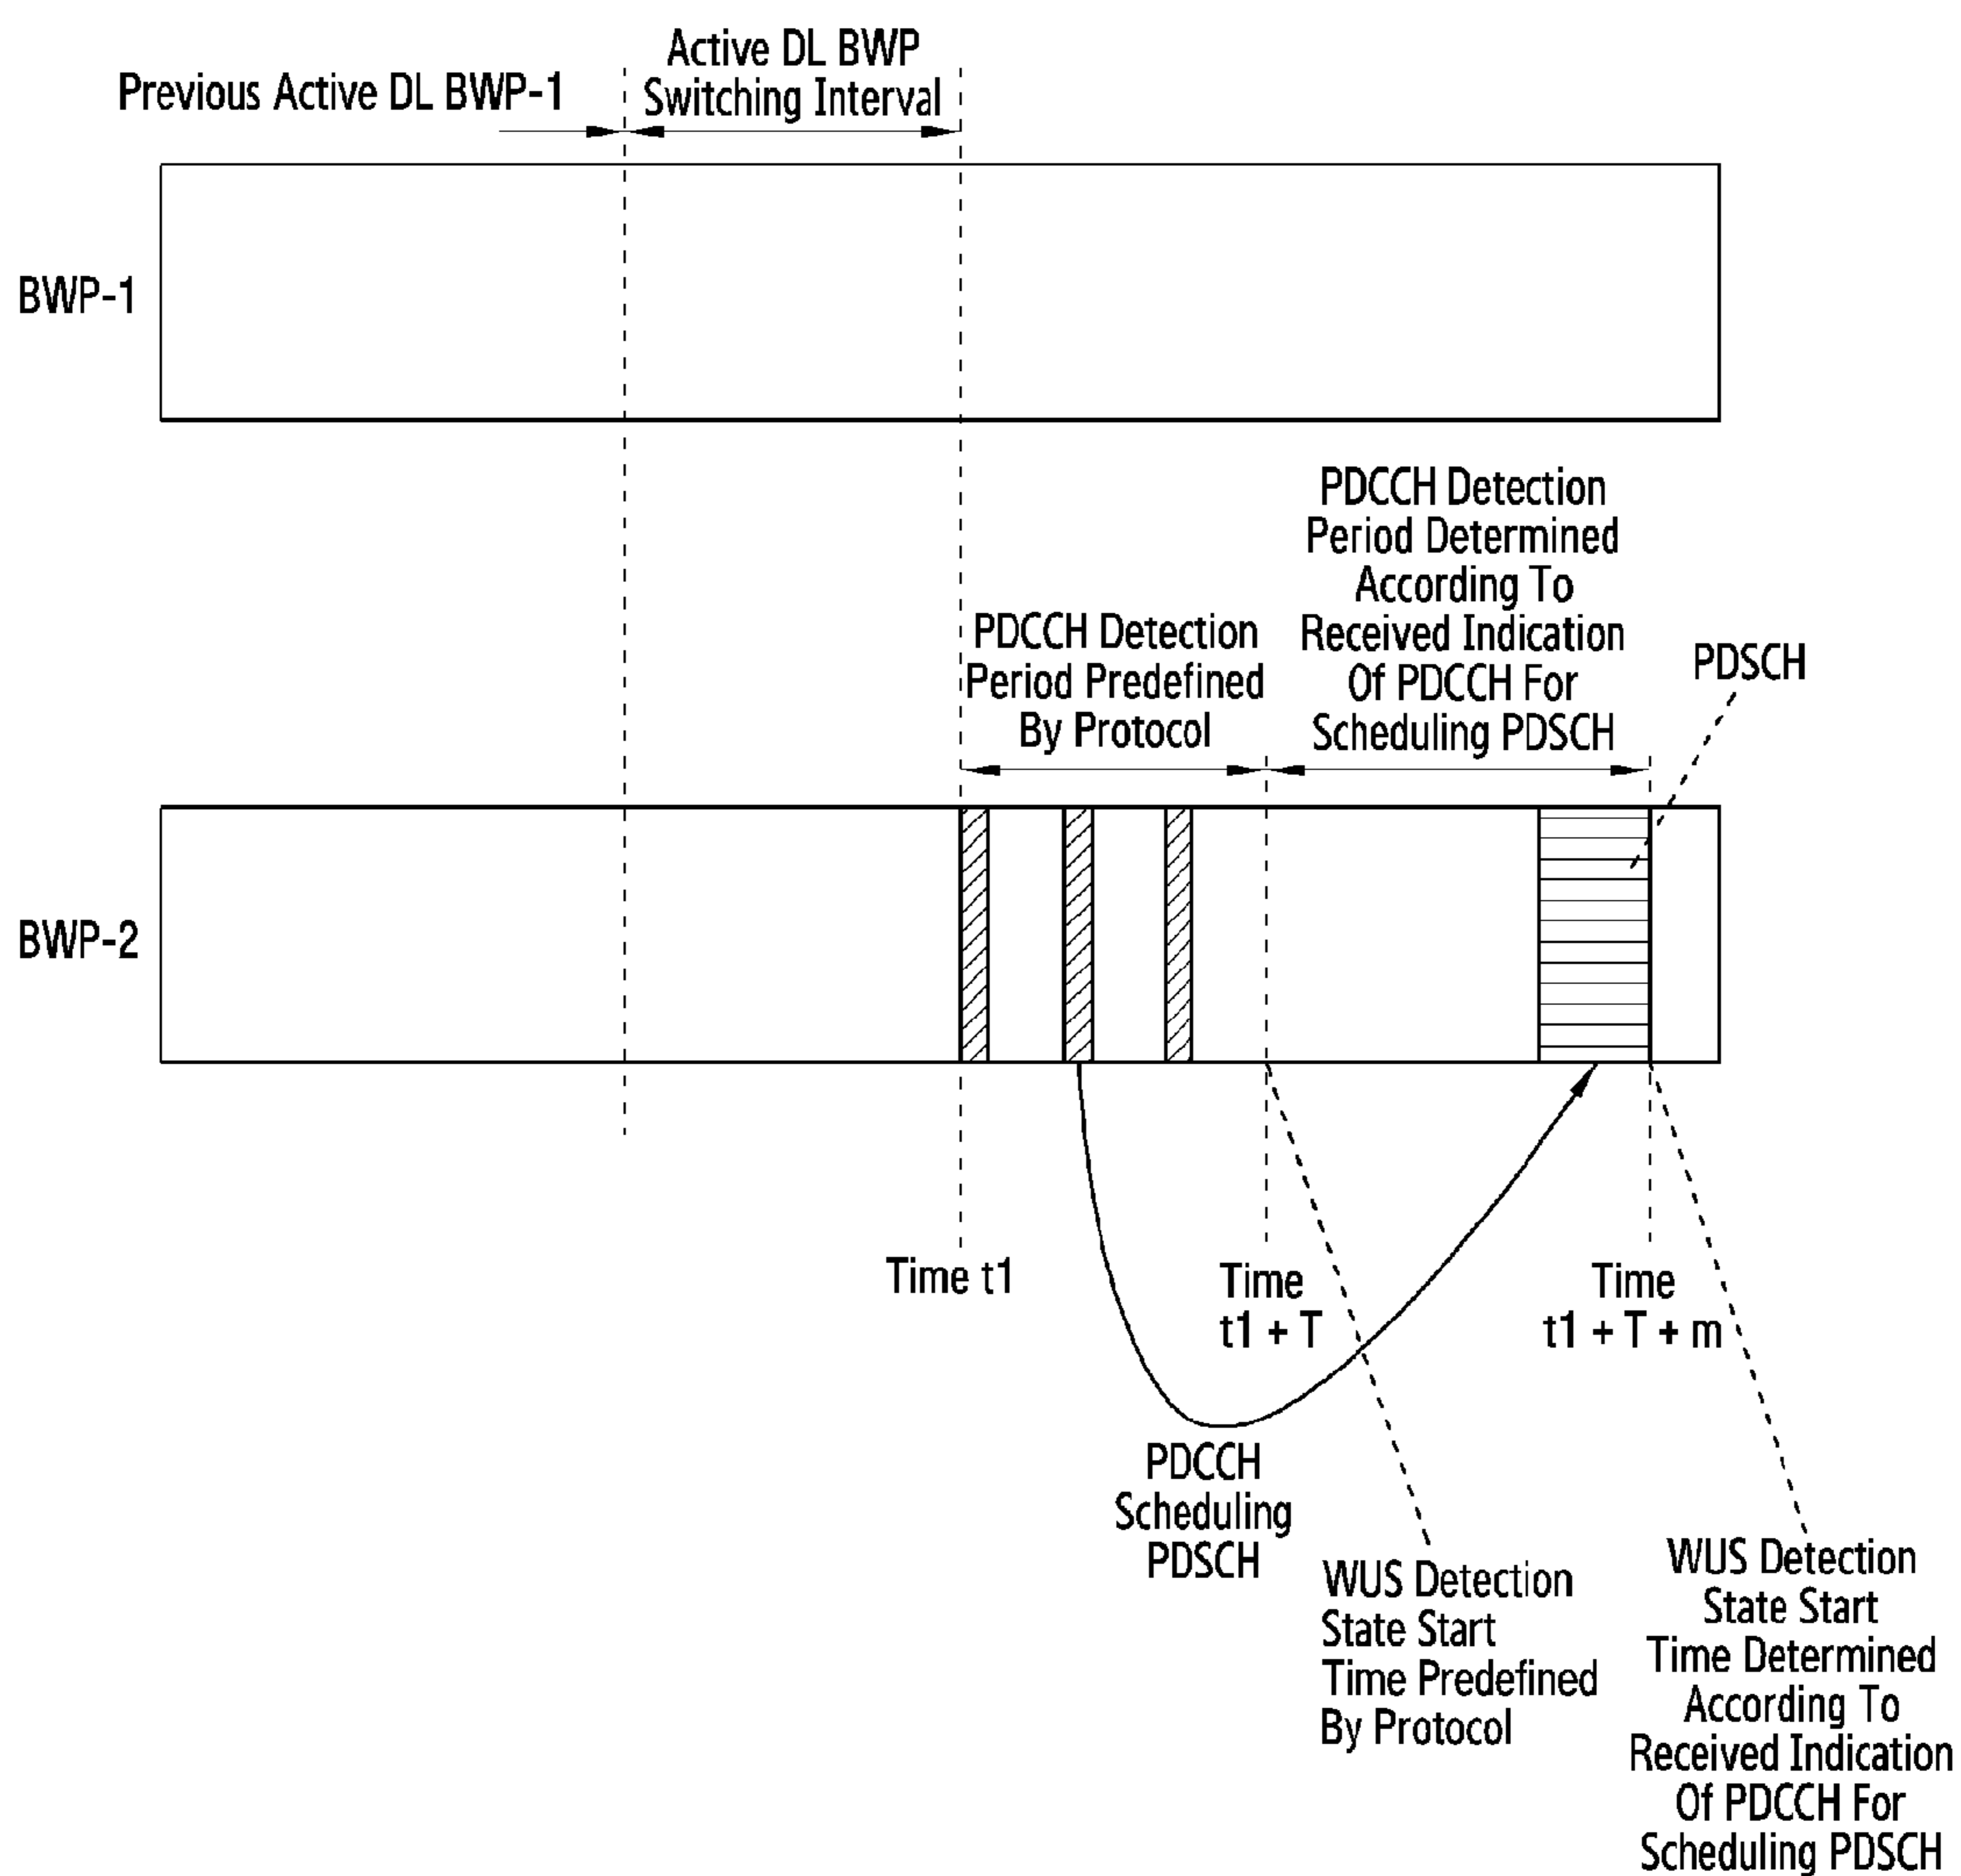 Previous Active DL BWP-1
Active DL BWP
Switching Interval
BWP-1
PDCCH Detection
Period Predefined
By Protocol
PDCCH Detection
Period Determined
According To
Received Indication
Of PDCCH For
Scheduling PDSCH
PDSCH
BWP-2
Time t1
Time
t1 + T
Time
t1 + T + m
PDCCH
Scheduling
PDSCH
WUS Detection
State Start
Time Predefined
By Protocol
WUS Detection
State Start
Time Determined
According To
Received Indication
Of PDCCH For
Scheduling PDSCH